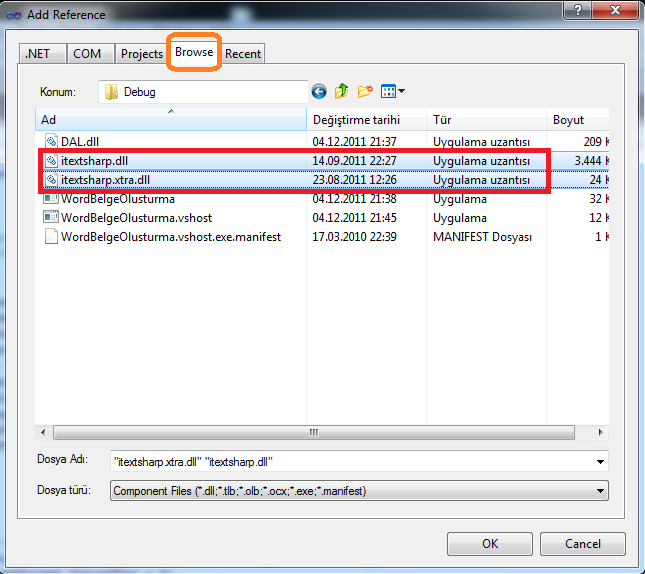 Add Reference
.NET COM Projects Browse Recent
Konum: Debug
Ad Değiştirme tarihi Tür Boyut
DAL.dll 04.12.2011 21:37 Uygulama uzantısı 209 K
itextsharp.dll 14.09.2011 22:27 Uygulama uzantısı 3.444 K
itextsharp.xtra.dll 23.08.2011 12:26 Uygulama uzantısı 24 K
WordBelgeOlusturma 04.12.2011 21:38 Uygulama 32 K
WordBelgeOlusturma.vshost 04.12.2011 21:45 Uygulama 12 K
WordBelgeOlusturma.vshost.exe.manifest 17.03.2010 22:39 MANIFEST Dosyası 1 K
Dosya Adı: "itextsharp.xtra.dll" "itextsharp.dll"
Dosya türü: Component Files (*.dll;*.tlb;*.olb;*.ocx;*.exe;*.manifest)
OK Cancel